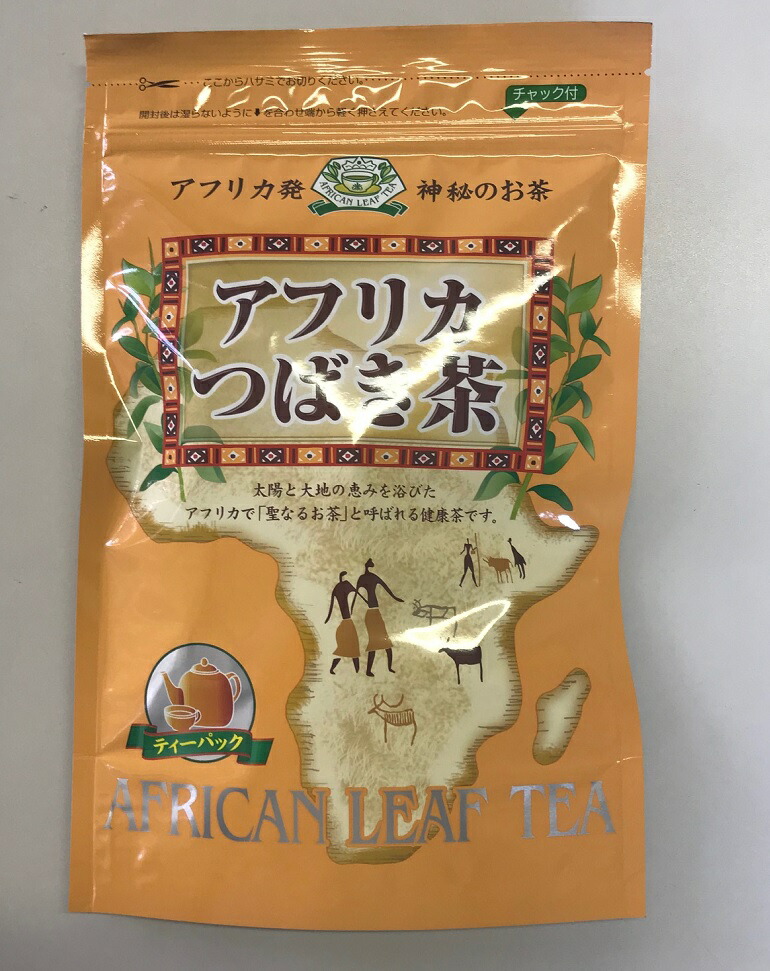 ここからハサミでお切りください。
チャック付
開封後は湿らないように⬇を合わせ端から軽く押さえてください。
アフリカ発
AFRICAN LEAF TEA
神秘のお茶
アフリカ
つばき茶
太陽と大地の恵みを浴びた
アフリカで「聖なるお茶」と呼ばれる健康茶です。
ティーパック
AFRICAN LEAF TEA